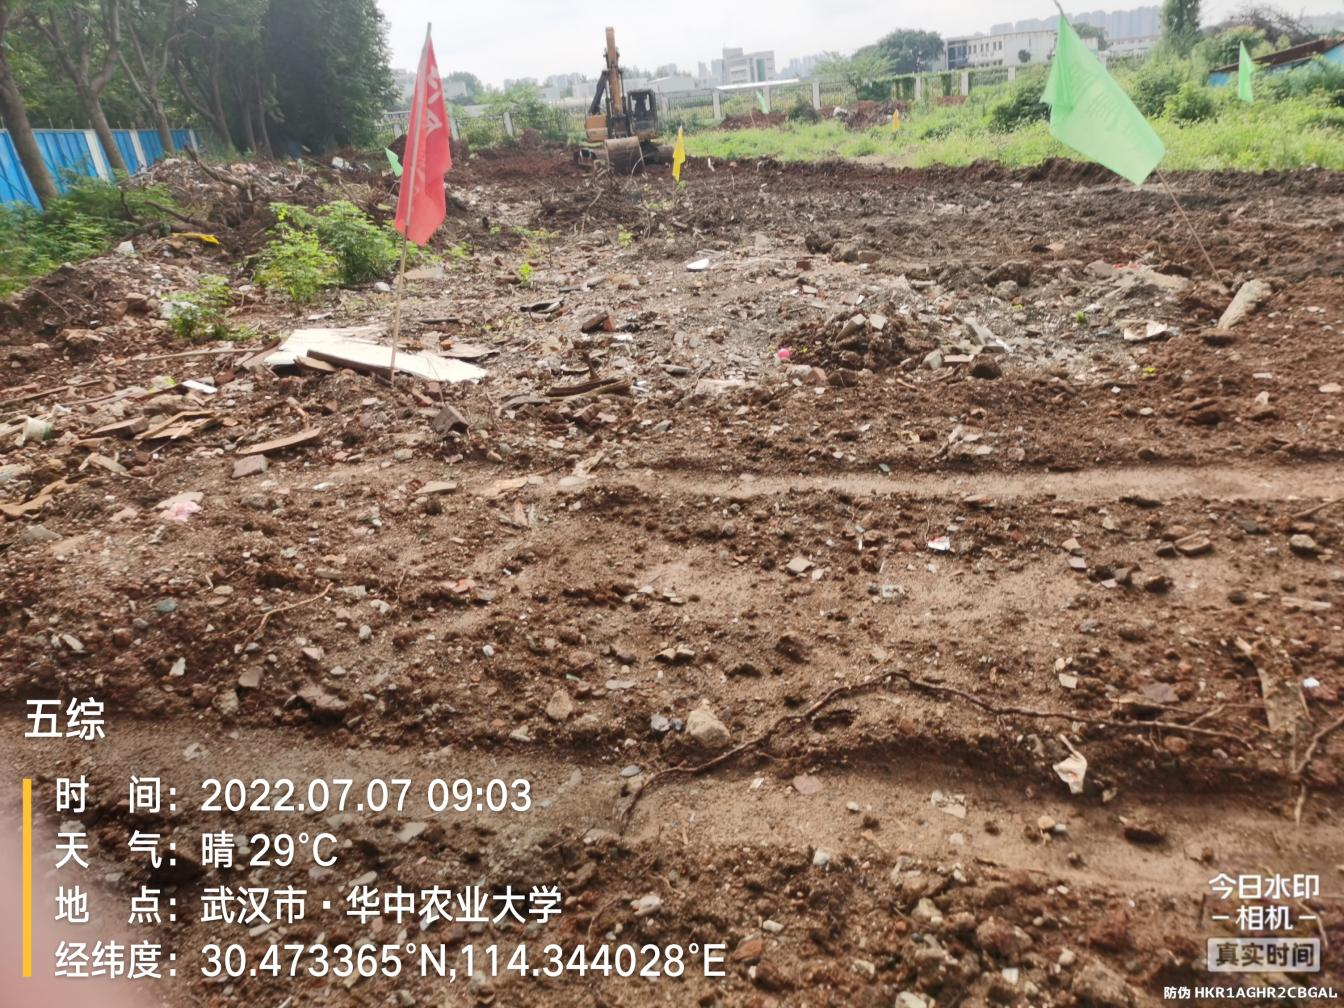 五综
时 间：2022.07.07 09:03
天 气：晴 29°C
地 点：武汉市·华中农业大学
经纬度：30.473365°N,114.344028°E
今日水印
-相机-
真实时间
防伪 HKR1AGHR2CBGAL